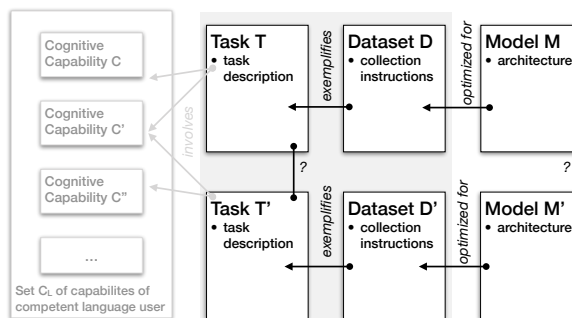 Cognitive
Capability C
Cognitive
Capability C'
Cognitive
Capability C"
...
Set CL of capabilites of
competent language user
involves
Task T
• task
description
exemplifies
Dataset D
• collection
instructions
optimized for
Model M
• architecture
?
?
Task T'
• task
description
exemplifies
Dataset D'
• collection
instructions
optimized for
Model M'
• architecture